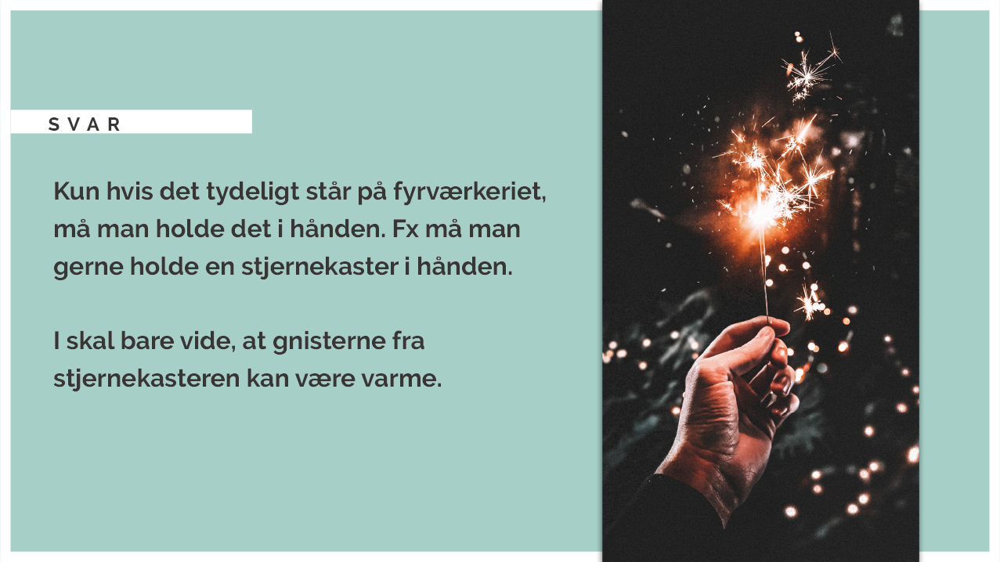 SVAR
Kun hvis det tydeligt står på fyrværkeriet,
må man holde det i hånden. Fx må man
gerne holde en stjernekaster i hånden.
I skal bare vide, at gnisterne fra
stjernekasteren kan være varme.